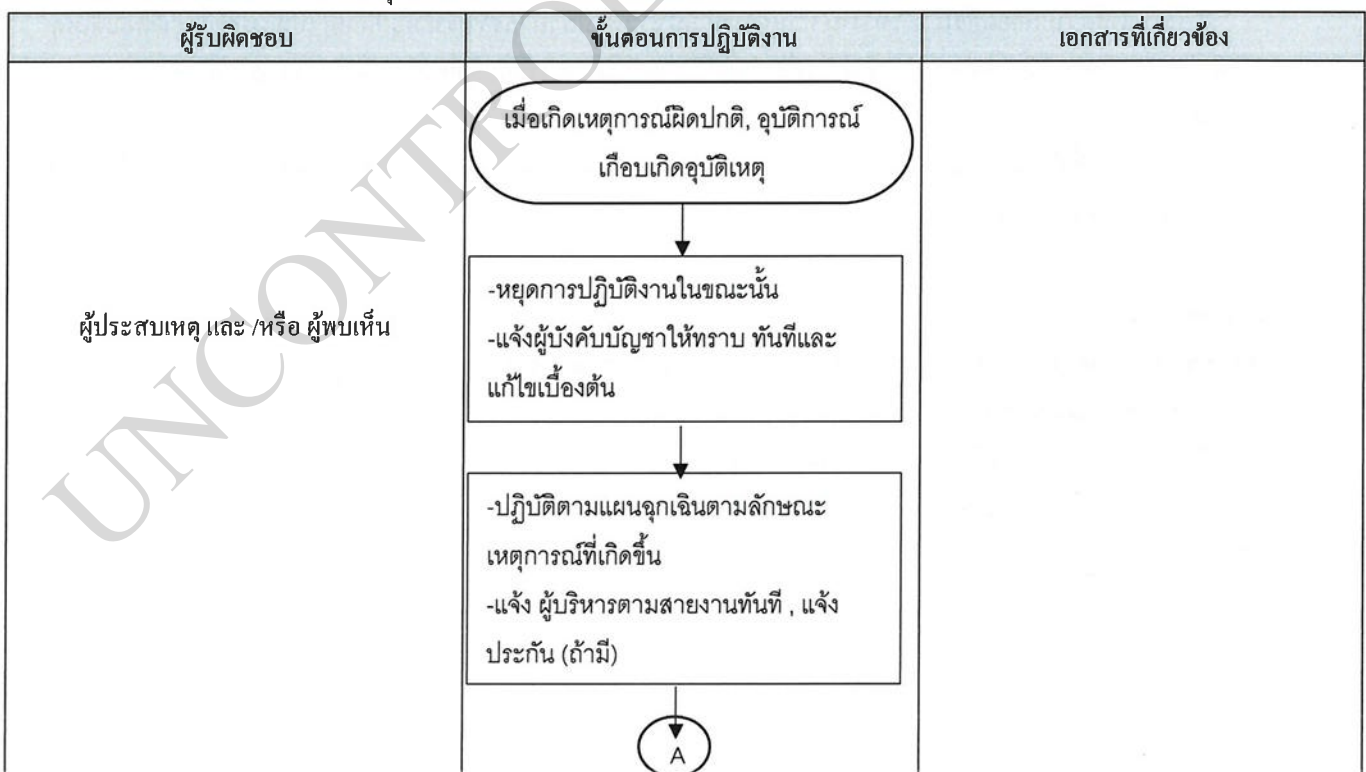 ผู้รับผิดชอบ
ขั้นตอนการปฏิบัติงาน
เอกสารที่เกี่ยวข้อง
เมื่อเกิดเหตุการณ์ผิดปกติ, อุบัติการณ์
เกือบเกิดอุบัติเหตุ
ผู้ประสบเหตุ และ /หรือ ผู้พบเห็น
-หยุดการปฏิบัติงานในขณะนั้น
-แจ้งผู้บังคับบัญชาให้ทราบ ทันทีและ
แก้ไขเบื้องต้น
-ปฏิบัติตามแผนฉุกเฉินตามลักษณะ
เหตุการณ์ที่เกิดขึ้น
-แจ้ง ผู้บริหารตามสายงานทันที , แจ้ง
ประกัน (ถ้ามี)
A